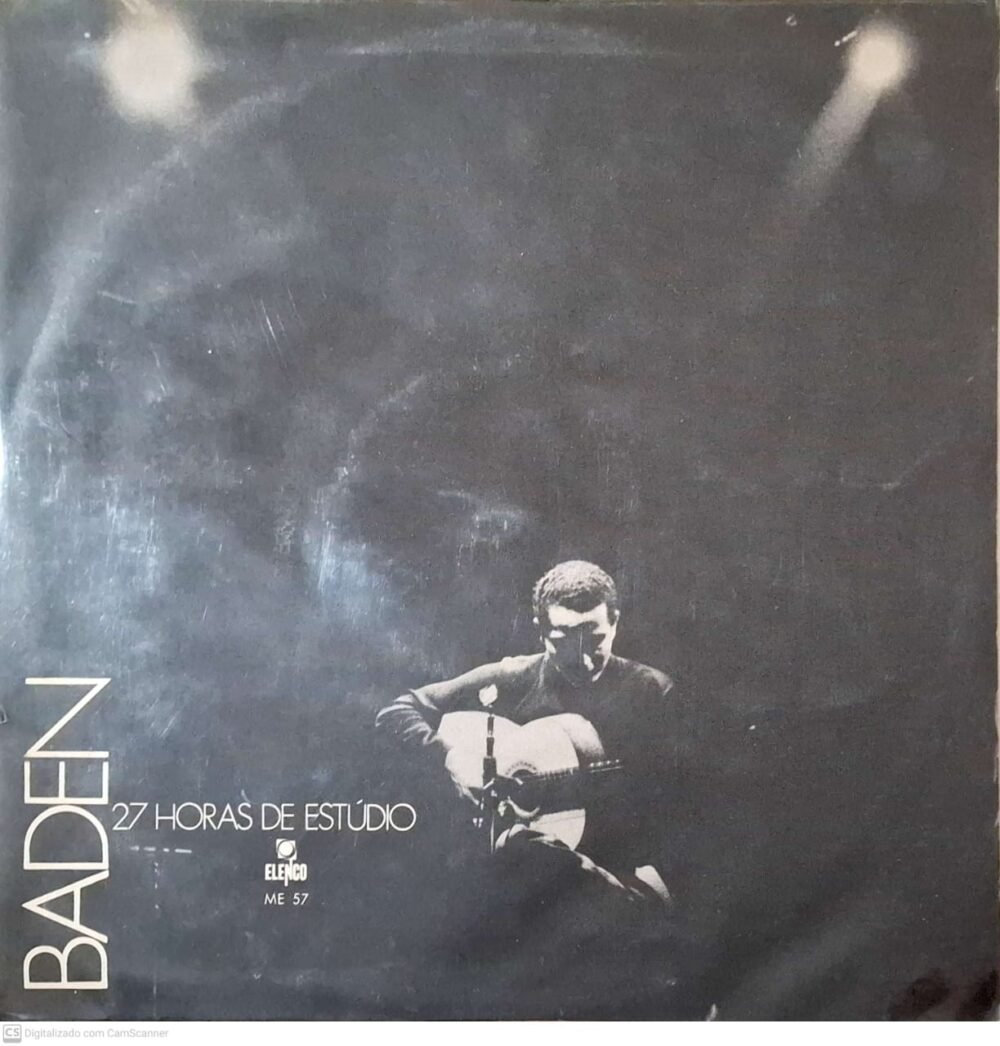 BADEN
27 HORAS DE ESTÚDIO
ELENCO
ME 57
CS Digitalizado com CamScanner